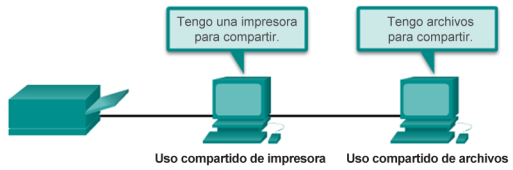 Tengo una impresora
para compartir.
Tengo archivos
para compartir.
Uso compartido de impresora
Uso compartido de archivos